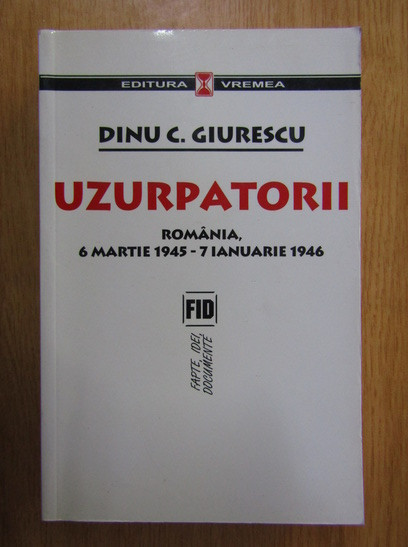 EDITURA VREMEA
DINU C. GIURESCU
UZURPATORII
ROMÂNIA,
6 MARTIE 1945 - 7 IANUARIE 1946
FID
FAPTE, IDEI,
DOCUMENTE